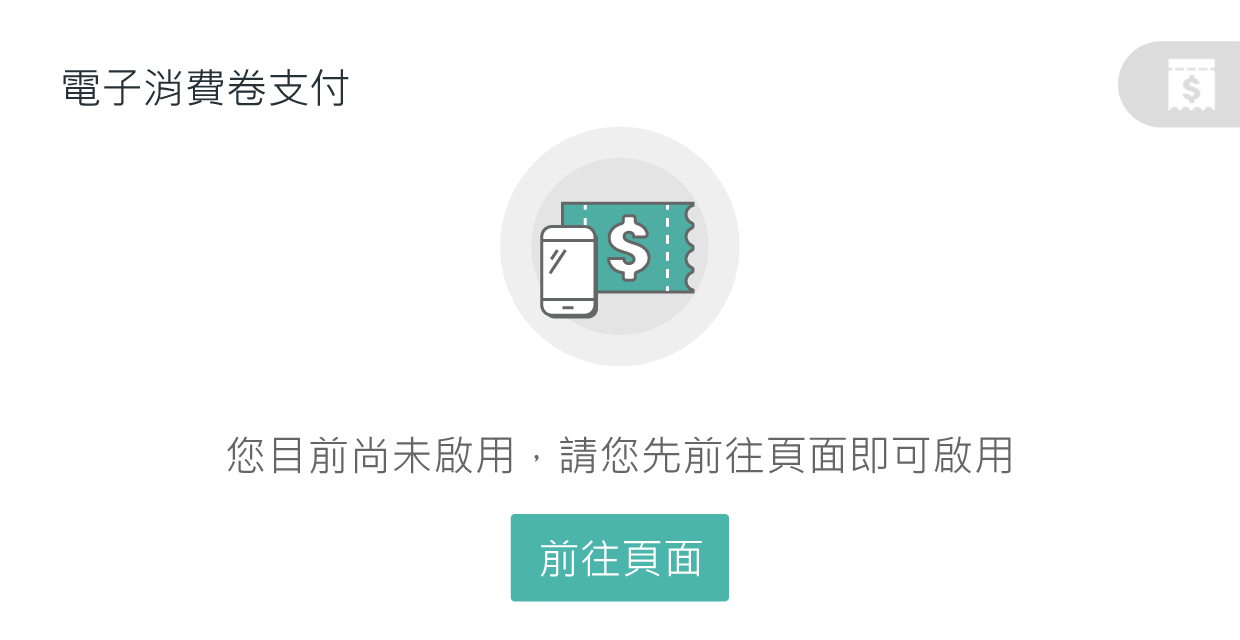 電子消費卷支付
$
$
您目前尚未啟用，請您先前往頁面即可啟用
前往頁面